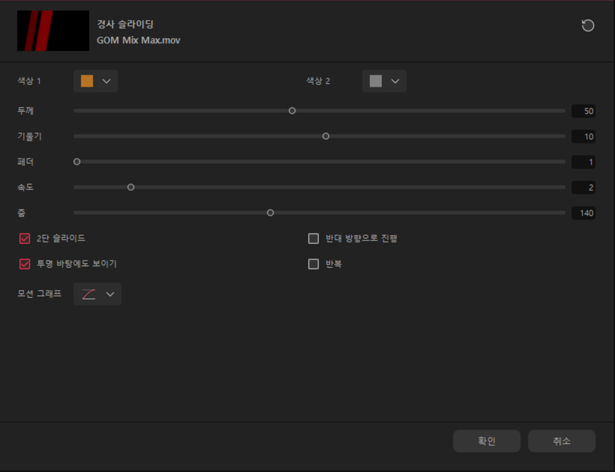 경사 슬라이딩
GOM Mix Max.mov
색상 1
색상 2
두께 50
기울기 10
페더 1
속도 2
줌 140
2단 슬라이드
반대 방향으로 진행
투명 바탕에도 보이기
반복
모션 그래프
확인
취소